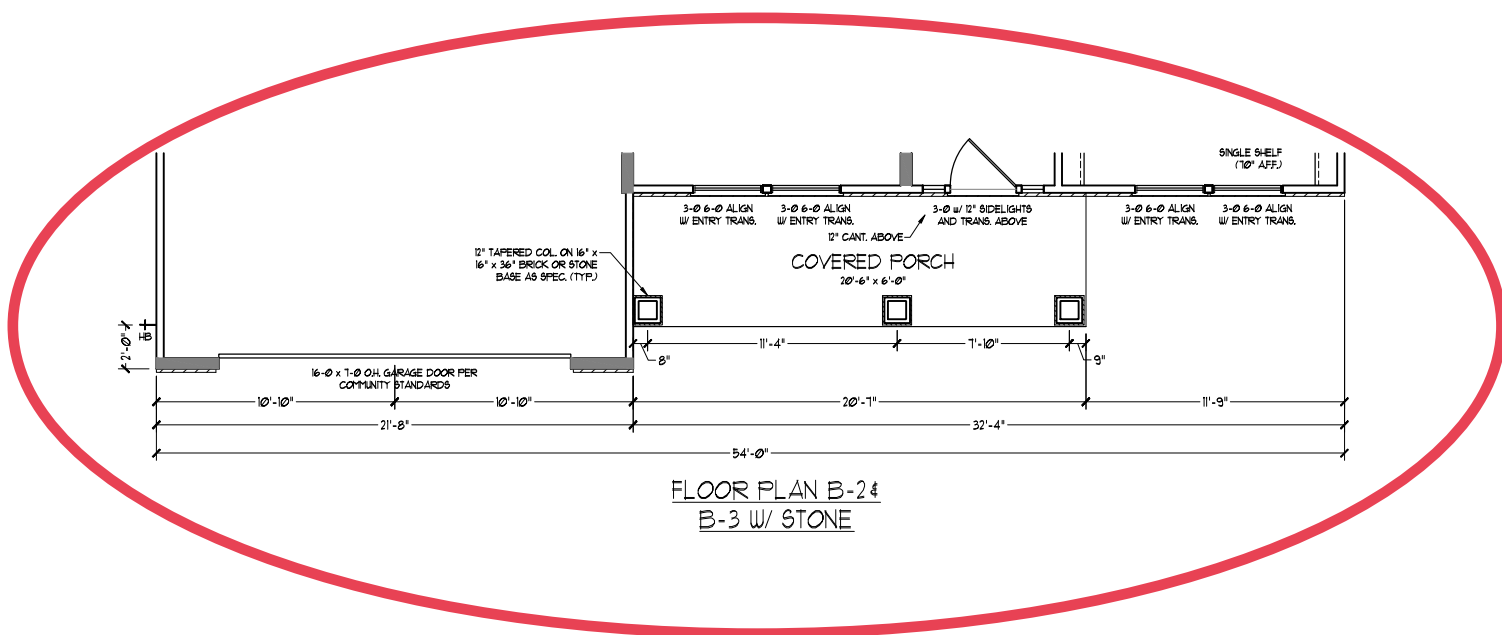 SINGLE SHELF
(70" A.F.F.)
3-0 6-0 ALIGN
W/ ENTRY TRANS.
3-0 6-0 ALIGN
W/ ENTRY TRANS.
3-0 W/ 12" SIDELIGHTS
AND TRANS. ABOVE
3-0 6-0 ALIGN
W/ ENTRY TRANS.
3-0 6-0 ALIGN
W/ ENTRY TRANS.
12" CANT. ABOVE
12" TAPERED COL. ON 16" x
16" x 36" BRICK OR STONE
BASE AS SPEC. (TYP.)
COVERED PORCH
20'-6" x 6'-0"
HB
2'-0"
11'-4"
7'-10"
8"
9"
16-0 x 7-0 O.H. GARAGE DOOR PER
COMMUNITY STANDARDS
10'-10"
10'-10"
20'-7"
11'-9"
21'-8"
32'-4"
54'-0"
FLOOR PLAN B-2 &
B-3 W/ STONE